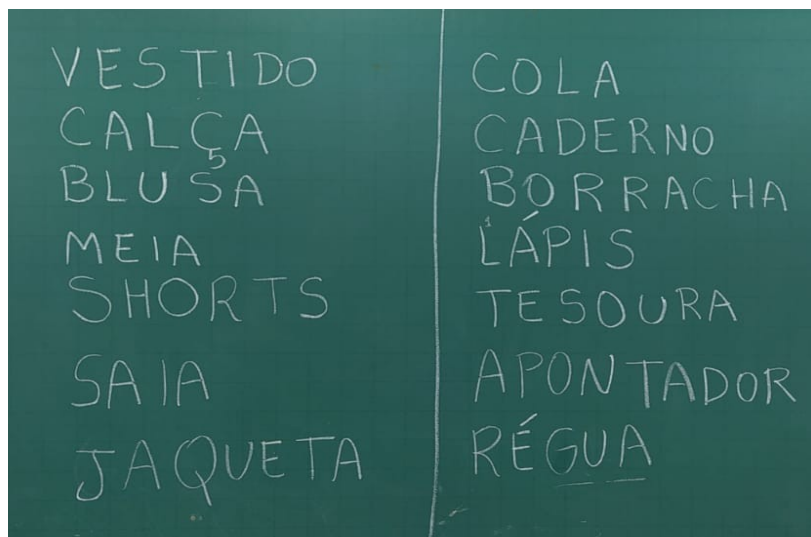 VESTIDO
CALÇA
BLUSA
MEIA
SHORTS
SAIA
JAQUETA
COLA
CADERNO
BORRACHA
LÁPIS
TESOURA
APONTADOR
RÉGUA